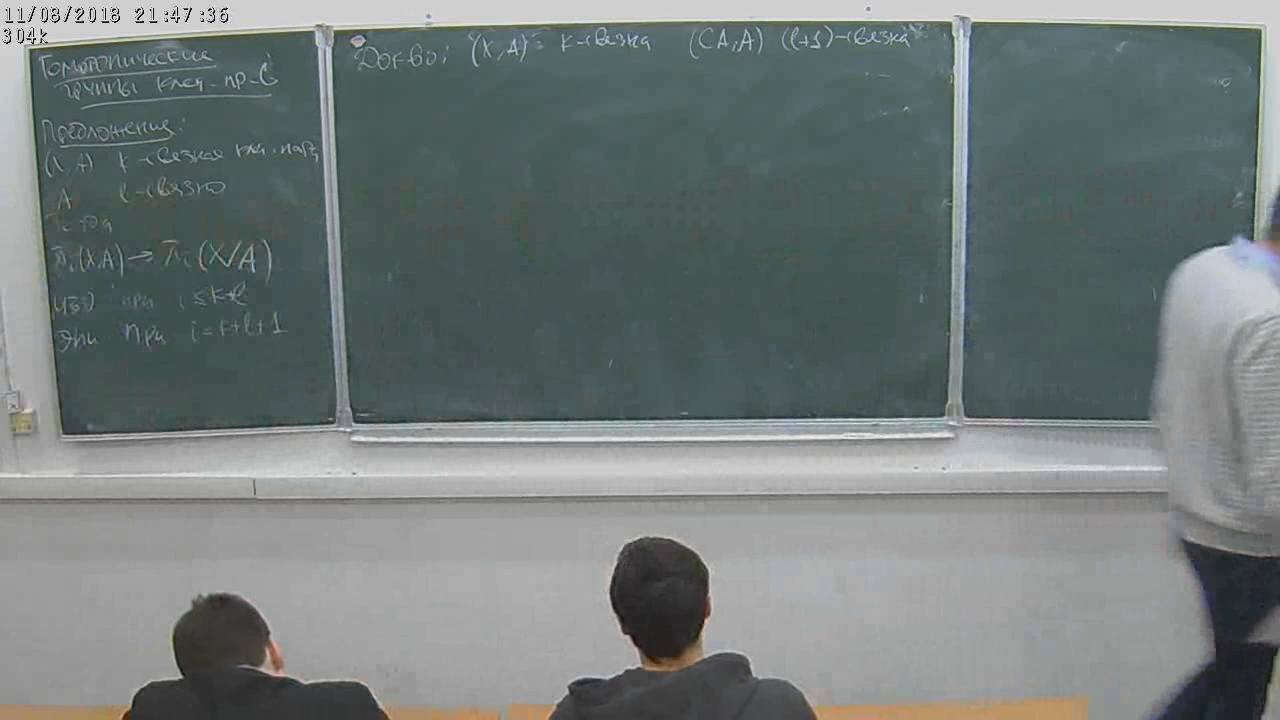 11/08/2018 21:47:36
304k
Гомотопические
группы клет. пр-в
Предложение:
(X, A) k-связная клет. пара
A l-связно
Тогда
π_i(X,A) → π_i(X/A)
изо при i ≤ k+l
эпи при i = k+l+1
Док-во: (X, A) - k-связна (CA, A) (l+1)-связна